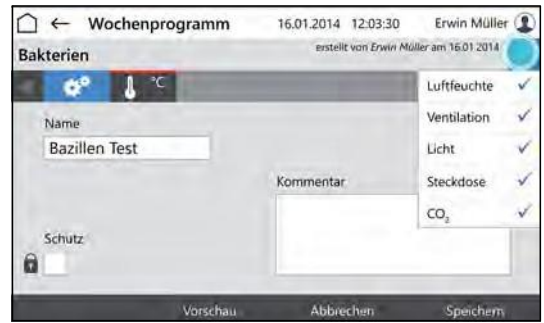 Wochenprogramm 16.01.2014 12:03:30 Erwin Müller
Bakterien erstellt von Erwin Müller am 16.01.2014
°C
Luftfeuchte
Name
Ventilation
Bazillen Test
Licht
Kommentar
Steckdose
CO₂
Schutz
Vorschau Abbrechen Speichern